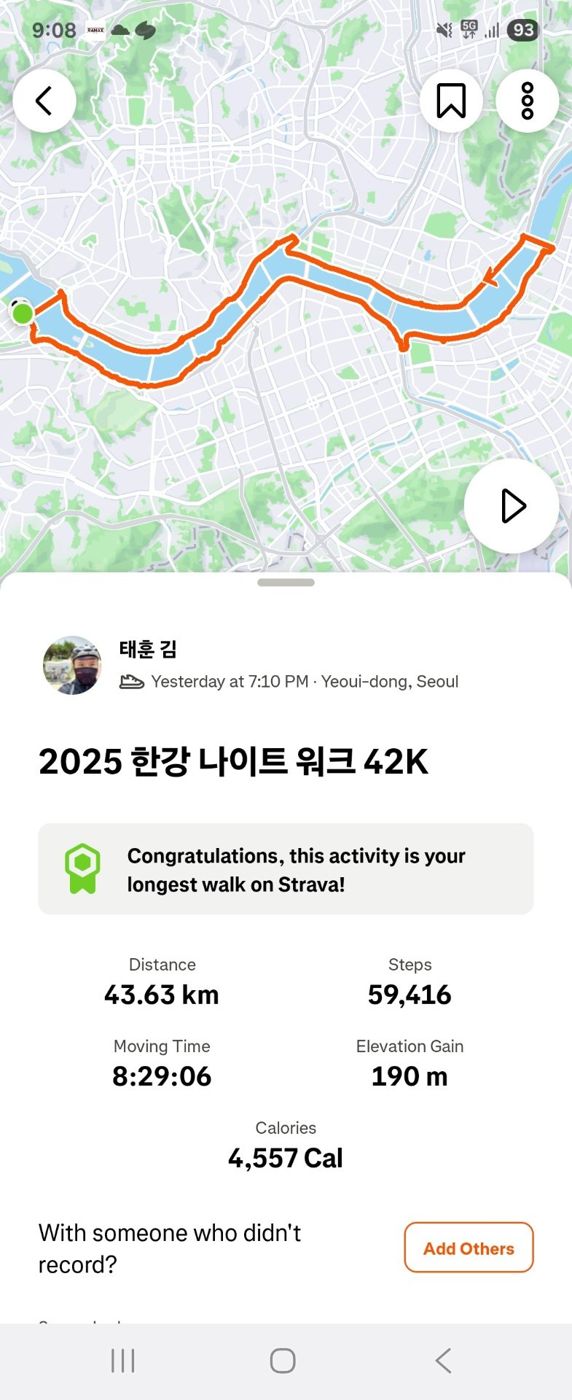 9:08
5G
93
태훈 김
Yesterday at 7:10 PM · Yeoui-dong, Seoul
2025 한강 나이트 워크 42K
Congratulations, this activity is your
longest walk on Strava!
Distance
Steps
43.63 km
59,416
Moving Time
Elevation Gain
8:29:06
190 m
Calories
4,557 Cal
With someone who didn't
record?
Add Others